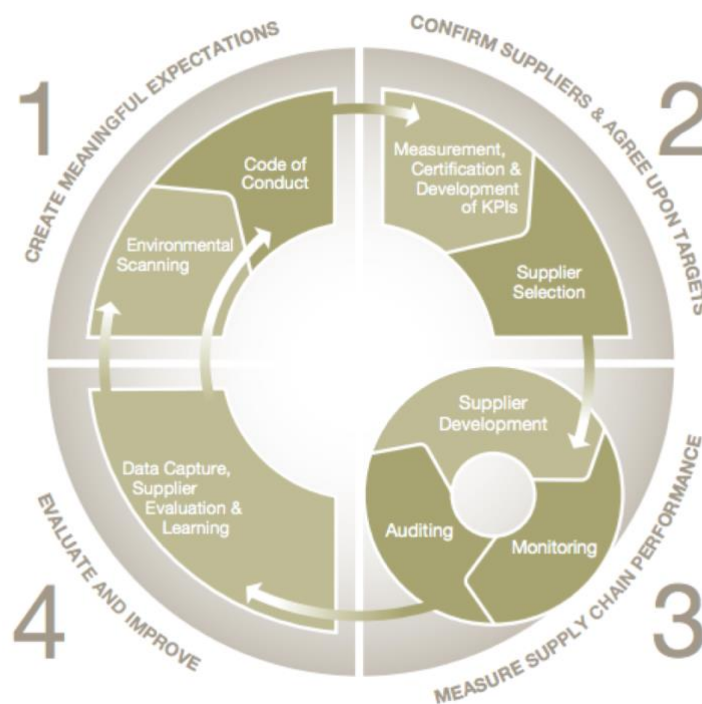 1
CREATE MEANINGFUL EXPECTATIONS
Code of
Conduct
Environmental
Scanning
2
CONFIRM SUPPLIERS & AGREE UPON TARGETS
Measurement,
Certification &
Development
of KPIs
Supplier
Selection
3
MEASURE SUPPLY CHAIN PERFORMANCE
Supplier
Development
Auditing
Monitoring
4
EVALUATE AND IMPROVE
Data Capture,
Supplier
Evaluation &
Learning